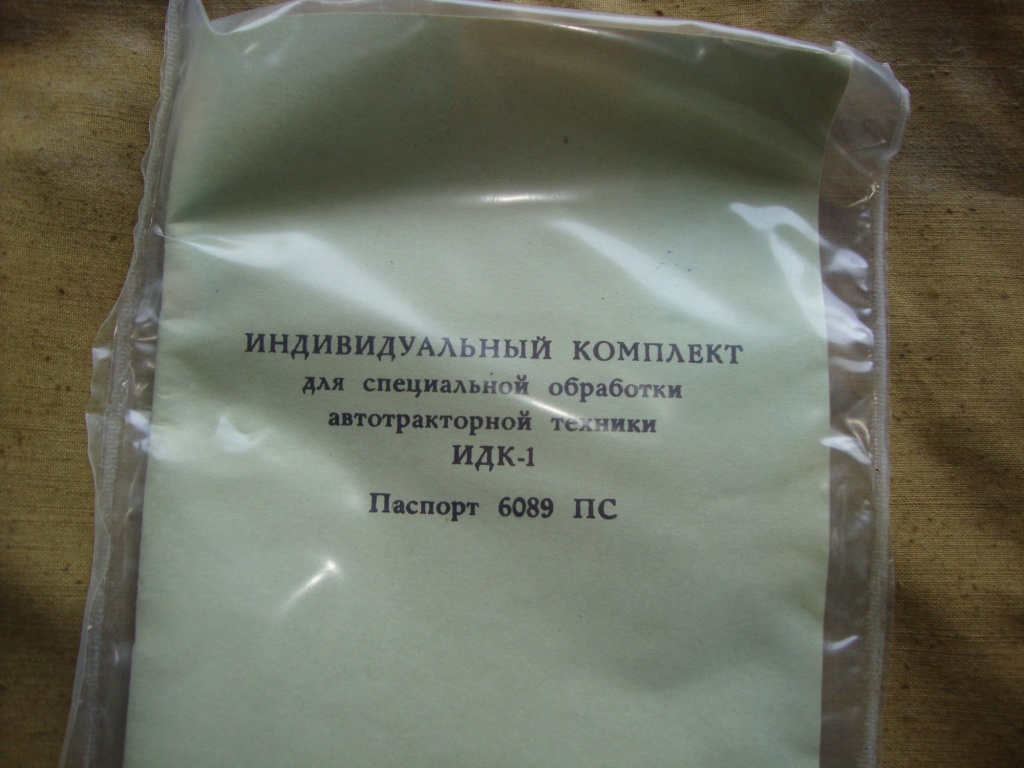 ИНДИВИДУАЛЬНЫЙ КОМПЛЕКТ
для специальной обработки
автотракторной техники
ИДК-1
Паспорт 6089 ПС